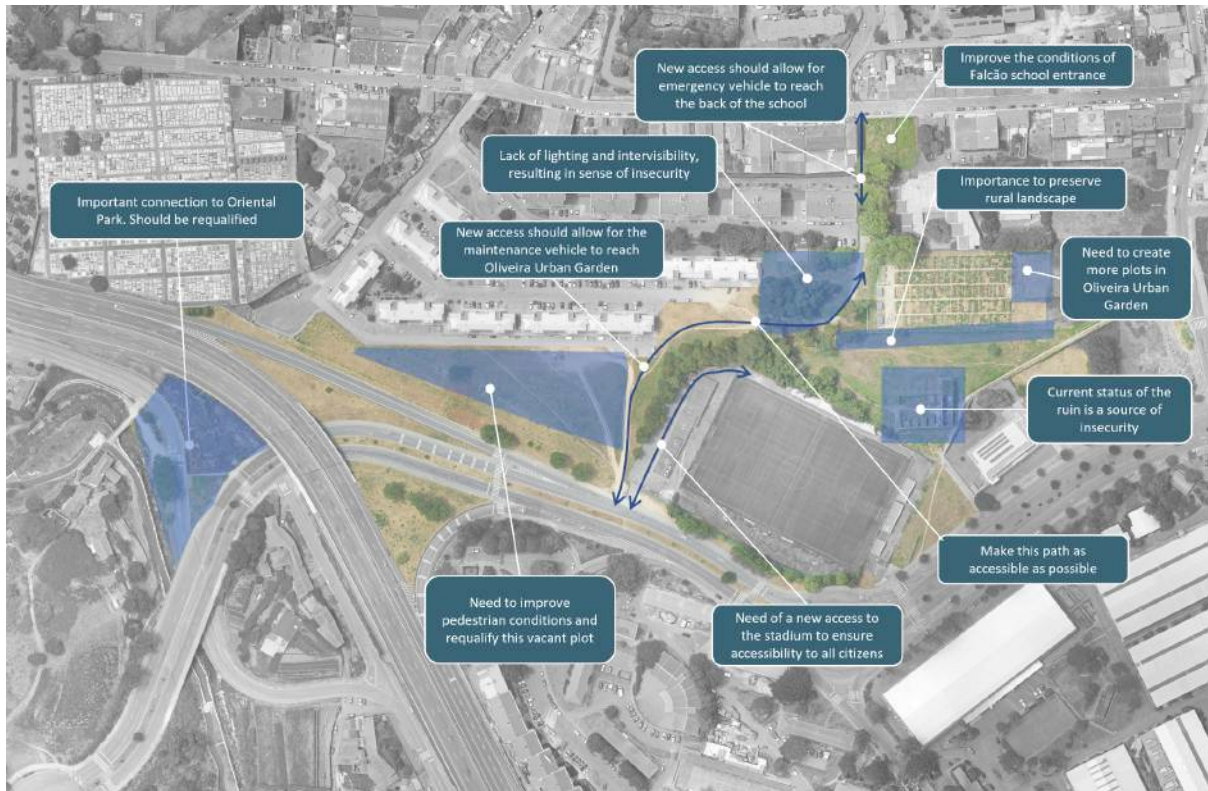 New access should allow for
emergency vehicle to reach
the back of the school
Improve the conditions of
Falcão school entrance
Lack of lighting and intervisibility,
resulting in sense of insecurity
Importance to preserve
rural landscape
Important connection to Oriental
Park. Should be requalified
New access should allow for the
maintenance vehicle to reach
Oliveira Urban Garden
Need to create
more plots in
Oliveira Urban
Garden
Current status of the
ruin is a source of
insecurity
Make this path as
accessible as possible
Need to improve
pedestrian conditions and
requalify this vacant plot
Need of a new access to
the stadium to ensure
accessibility to all citizens